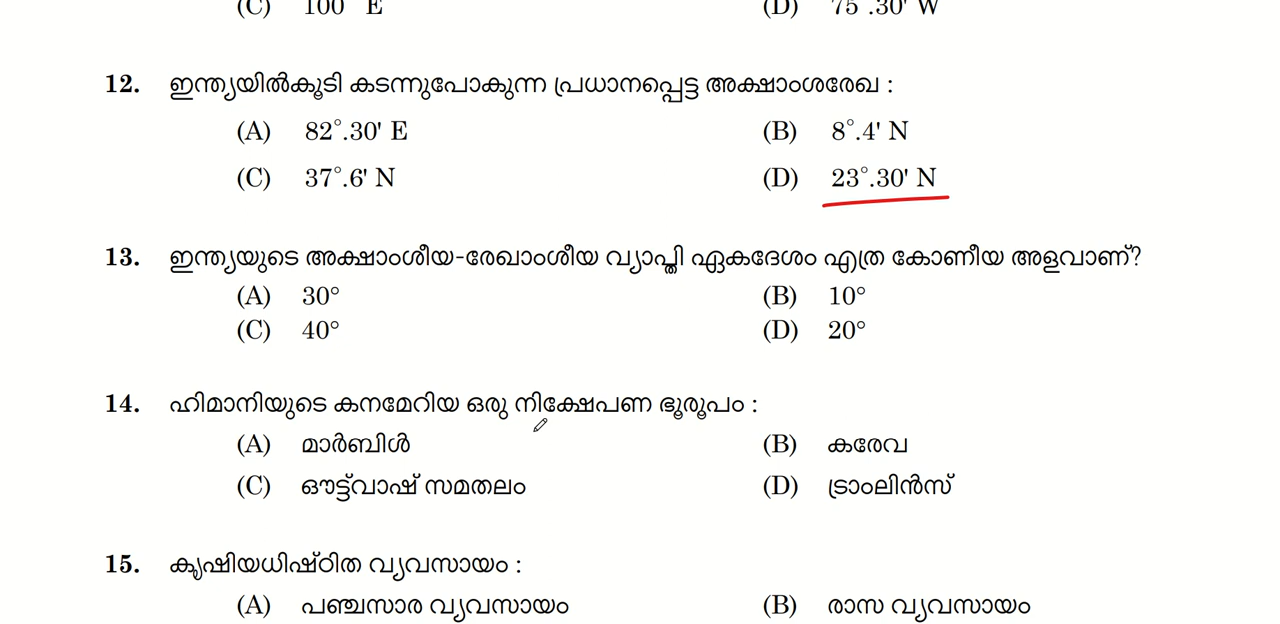 (C) 100° E (D) 75°.30' W
12. ഇന്ത്യയിൽകൂടി കടന്നുപോകുന്ന പ്രധാനപ്പെട്ട അക്ഷാംശരേഖ :
(A) 82°.30' E (B) 8°.4' N
(C) 37°.6' N (D) 23°.30' N
13. ഇന്ത്യയുടെ അക്ഷാംശീയ-രേഖാംശീയ വ്യാപ്തി ഏകദേശം എത്ര കോണീയ അളവാണ്?
(A) 30° (B) 10°
(C) 40° (D) 20°
14. ഹിമാനിയുടെ കനമേറിയ ഒരു നിക്ഷേപണ ഭൂരൂപം :
(A) മാർബിൾ (B) കരേവ
(C) ഔട്ട്‌വാഷ് സമതലം (D) ട്രാംലിൻസ്
15. കൃഷിയധിഷ്ഠിത വ്യവസായം :
(A) പഞ്ചസാര വ്യവസായം (B) രാസ വ്യവസായം